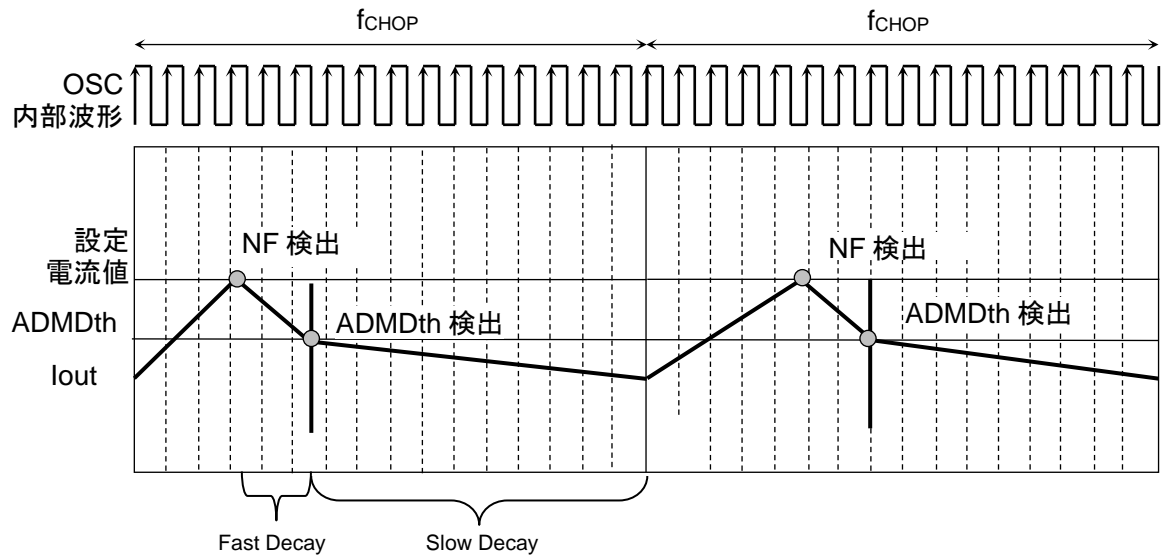 fCHOP
fCHOP
OSC
内部波形
設定
電流値
NF 検出
NF 検出
ADMDth
ADMDth 検出
ADMDth 検出
Iout
Fast Decay
Slow Decay